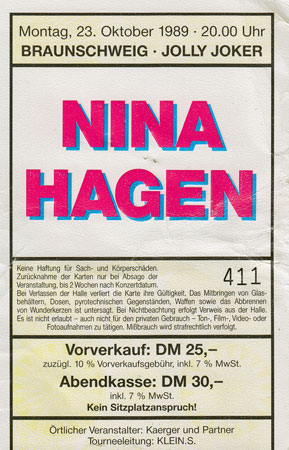 Montag, 23. Oktober 1989 · 20.00 Uhr
BRAUNSCHWEIG · JOLLY JOKER
NINA
HAGEN
411
Keine Haftung für Sach- und Körperschäden.
Zurücknahme der Karten nur bei Absage der
Veranstaltung, bis 2 Wochen nach Konzertdatum.
Bei Verlassen der Halle verliert die Karte ihre Gültigkeit. Das Mitbringen von Glas-
behältern, Dosen, pyrotechnischen Gegenständen, Waffen sowie das Abbrennen
von Wunderkerzen ist untersagt. Bei Nichtbeachtung erfolgt Verweis aus der Halle.
Es ist nicht erlaubt – auch nicht für den privaten Gebrauch – Ton-, Film-, Video- oder
Fotoaufnahmen zu tätigen. Mißbrauch wird strafrechtlich verfolgt.
Vorverkauf: DM 25,–
zuzügl. 10 % Vorverkaufsgebühr, inkl. 7 % MwSt.
Abendkasse: DM 30,–
inkl. 7 % MwSt.
Kein Sitzplatzanspruch!
Örtlicher Veranstalter: Kaerger und Partner
Tourneeleitung: KLEIN.S.